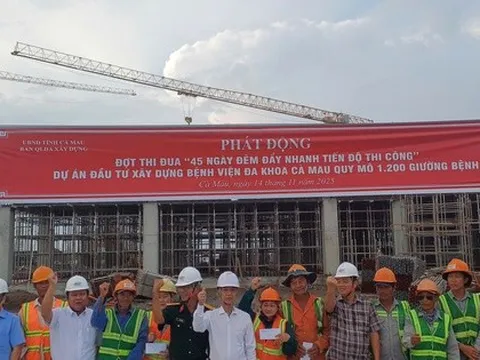 UBND TỈNH CÀ MAU
BAN QLDA XÂY DỰNG
PHÁT ĐỘNG
ĐỢT THI ĐUA "45 NGÀY ĐÊM ĐẨY NHANH TIẾN ĐỘ THI CÔNG"
DỰ ÁN ĐẦU TƯ XÂY DỰNG BỆNH VIỆN ĐA KHOA CÀ MAU QUY MÔ 1.200 GIƯỜNG BỆNH
Cà Mau, ngày 14 tháng 11 năm 2025